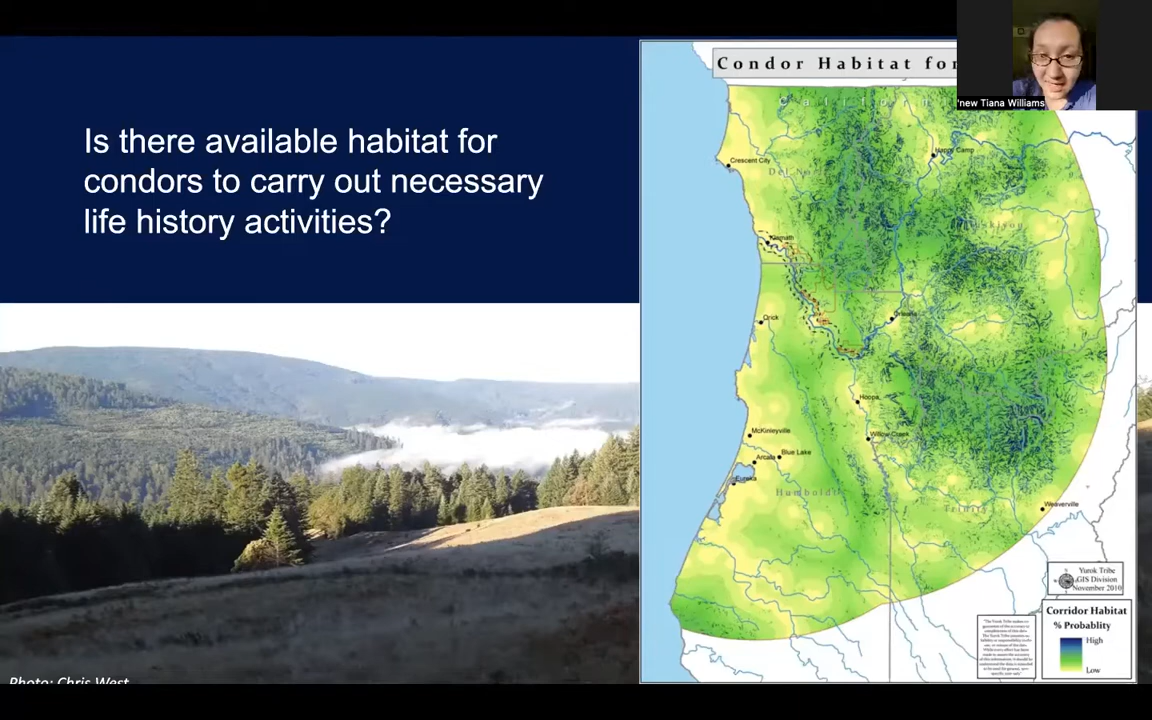 Is there available habitat for
condors to carry out necessary
life history activities?
Photo: Chris West
Condor Habitat for
'new Tiana Williams
Crescent City
Happy Camp
Klamath
Orick
Orleans
Hoopa
McKinleyville
Willow Creek
Arcata
Blue Lake
Eureka
Humboldt
Trinity
Weaverville
Yurok Tribe
GIS Division
November 2010
Corridor Habitat
% Probablity
High
Low